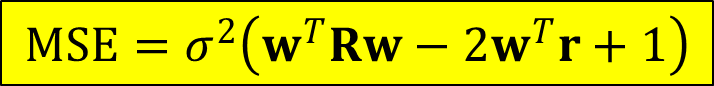 MSE = σ²(𝐰ᵀ𝐑𝐰 − 2𝐰ᵀ𝐫 + 1)